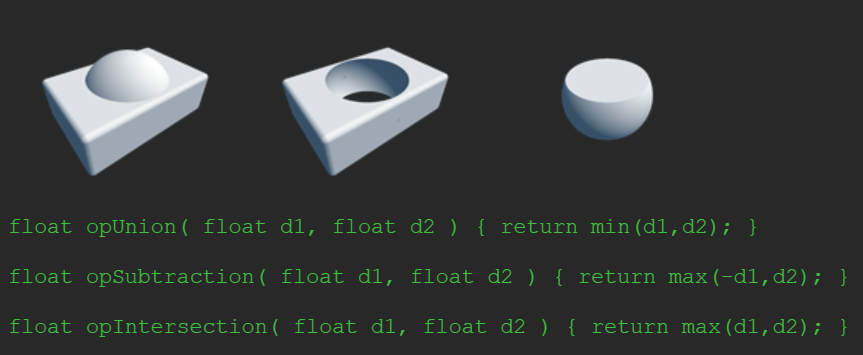 float opUnion( float d1, float d2 ) { return min(d1,d2); }
float opSubtraction( float d1, float d2 ) { return max(-d1,d2); }
float opIntersection( float d1, float d2 ) { return max(d1,d2); }